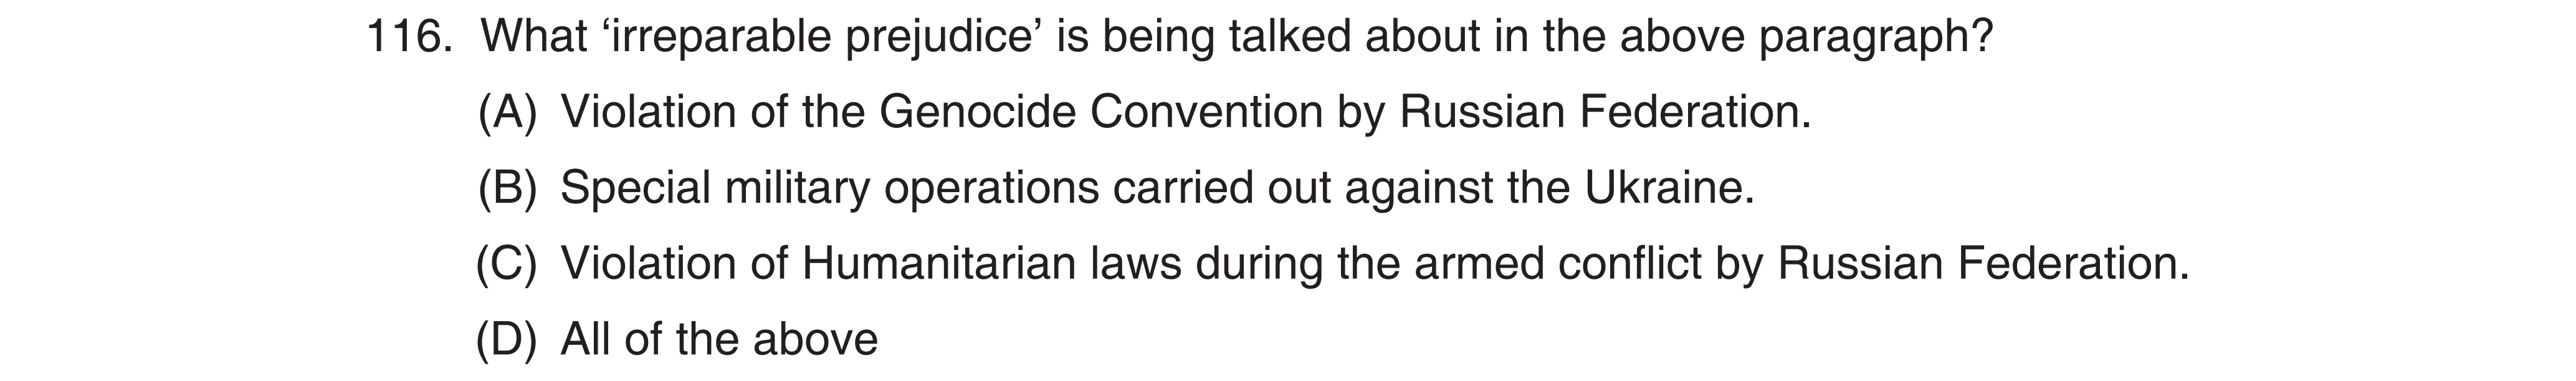 116. What ‘irreparable prejudice’ is being talked about in the above paragraph?
(A) Violation of the Genocide Convention by Russian Federation.
(B) Special military operations carried out against the Ukraine.
(C) Violation of Humanitarian laws during the armed conflict by Russian Federation.
(D) All of the above